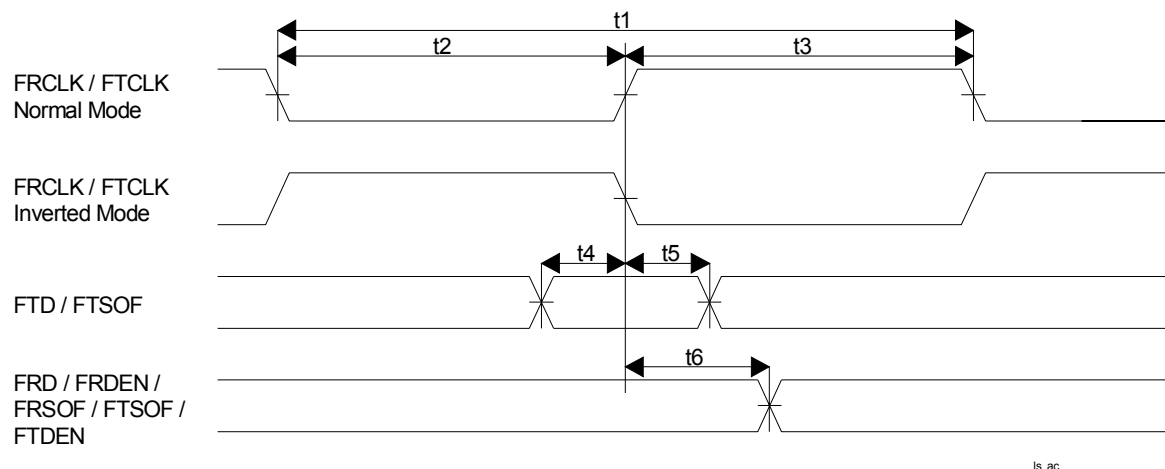 t1
t2
t3
FRCLK / FTCLK
Normal Mode
FRCLK / FTCLK
Inverted Mode
t4
t5
FTD / FTSOF
t6
FRD / FRDEN /
FRSOF / FTSOF /
FTDEN
ls_ac